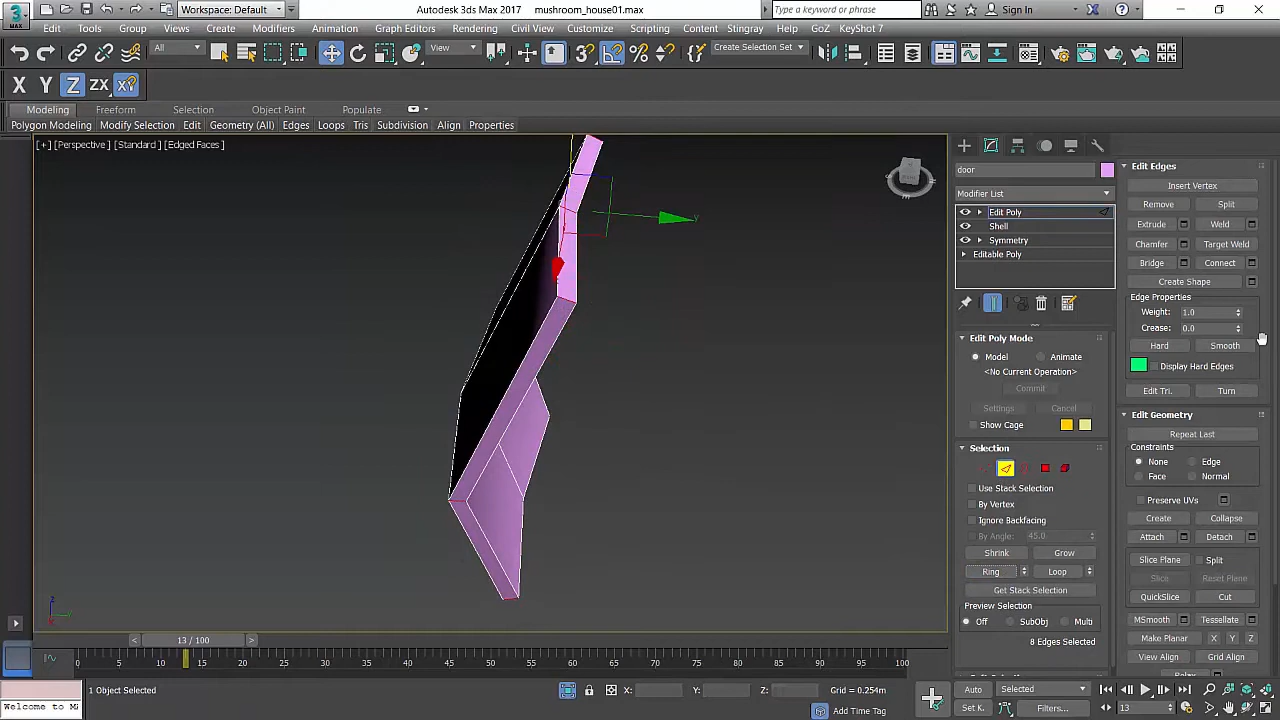 3 Workspace: Default Autodesk 3ds Max 2017 mushroom_house01.max Type a keyword or phrase Sign In
MAX Edit Tools Group Views Create Modifiers Animation Graph Editors Rendering Civil View Customize Scripting Content Stagger GoZ KeyShot 7
All View 3 Create Selection Set
X Y Z ZX XY
Modeling Freeform Selection Object Paint Populate
Polygon Modeling Modify Selection Edit Geometry (All) Edges Loops Tris Subdivision Align Properties
[+] [Perspective] [Standard] [Edged Faces]
door
Modifier List
Edit Poly
Shell
Symmetry
Editable Poly
Edit Poly Mode
Model Animate
<No Current Operation>
Commit
Settings Cancel
Show Cage
Selection
Use Stack Selection
By Vertex
Ignore Backfacing
By Angle: 45.0
Shrink Grow
Ring Loop
Get Stack Selection
Preview Selection
Off SubObj Multi
8 Edges Selected
Edit Edges
Insert Vertex
Remove Split
Extrude Weld
Chamfer Target Weld
Bridge Connect
Create Shape
Edge Properties
Weight: 1.0
Crease: 0.0
Hard Smooth
Display Hard Edges
Edit Tri. Turn
Edit Geometry
Repeat Last
Constraints
None Edge
Face Normal
Preserve UVs
Create Collapse
Attach Detach
Slice Plane Split
Slice Reset Plane
QuickSlice Cut
MSmooth Tessellate
Make Planar X Y Z
View Align Grid Align
Relax
y
z
13 / 100
0 5 10 15 20 25 30 35 40 45 50 55 60 65 70 75 80 85 90 95 100
1 Object Selected X: Y: Z: Grid = 0.254m Auto Selected
Welcome to M Add Time Tag Set K. Filters... 13